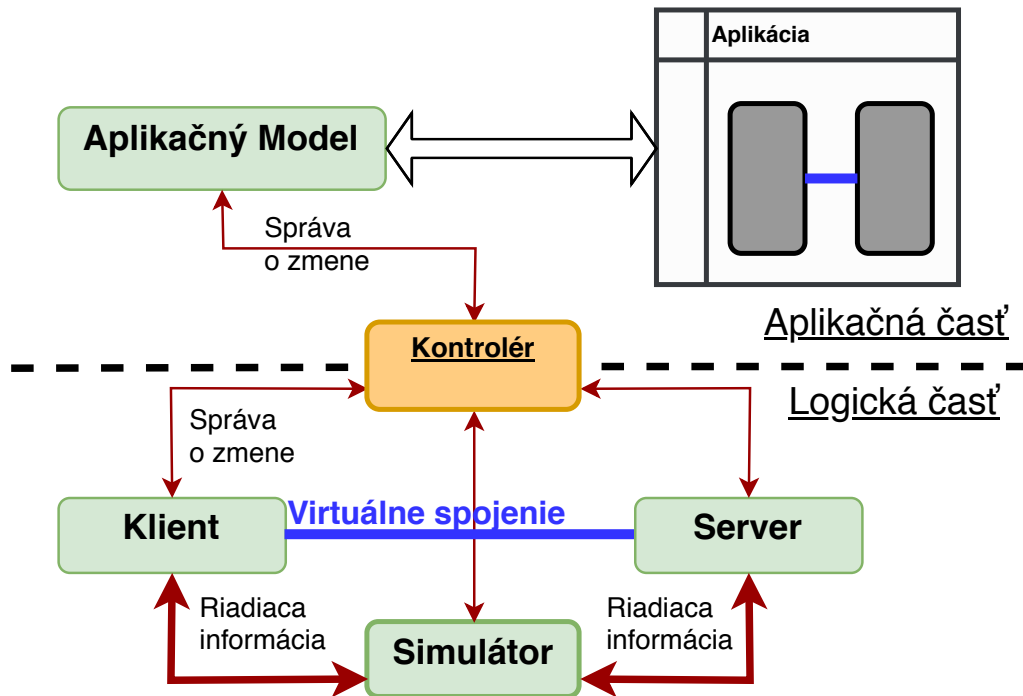 Aplikácia
Aplikačný Model
Správa
o zmene
Aplikačná časť
Kontrolér
Logická časť
Správa
o zmene
Virtuálne spojenie
Klient
Server
Riadiaca
informácia
Riadiaca
informácia
Simulátór